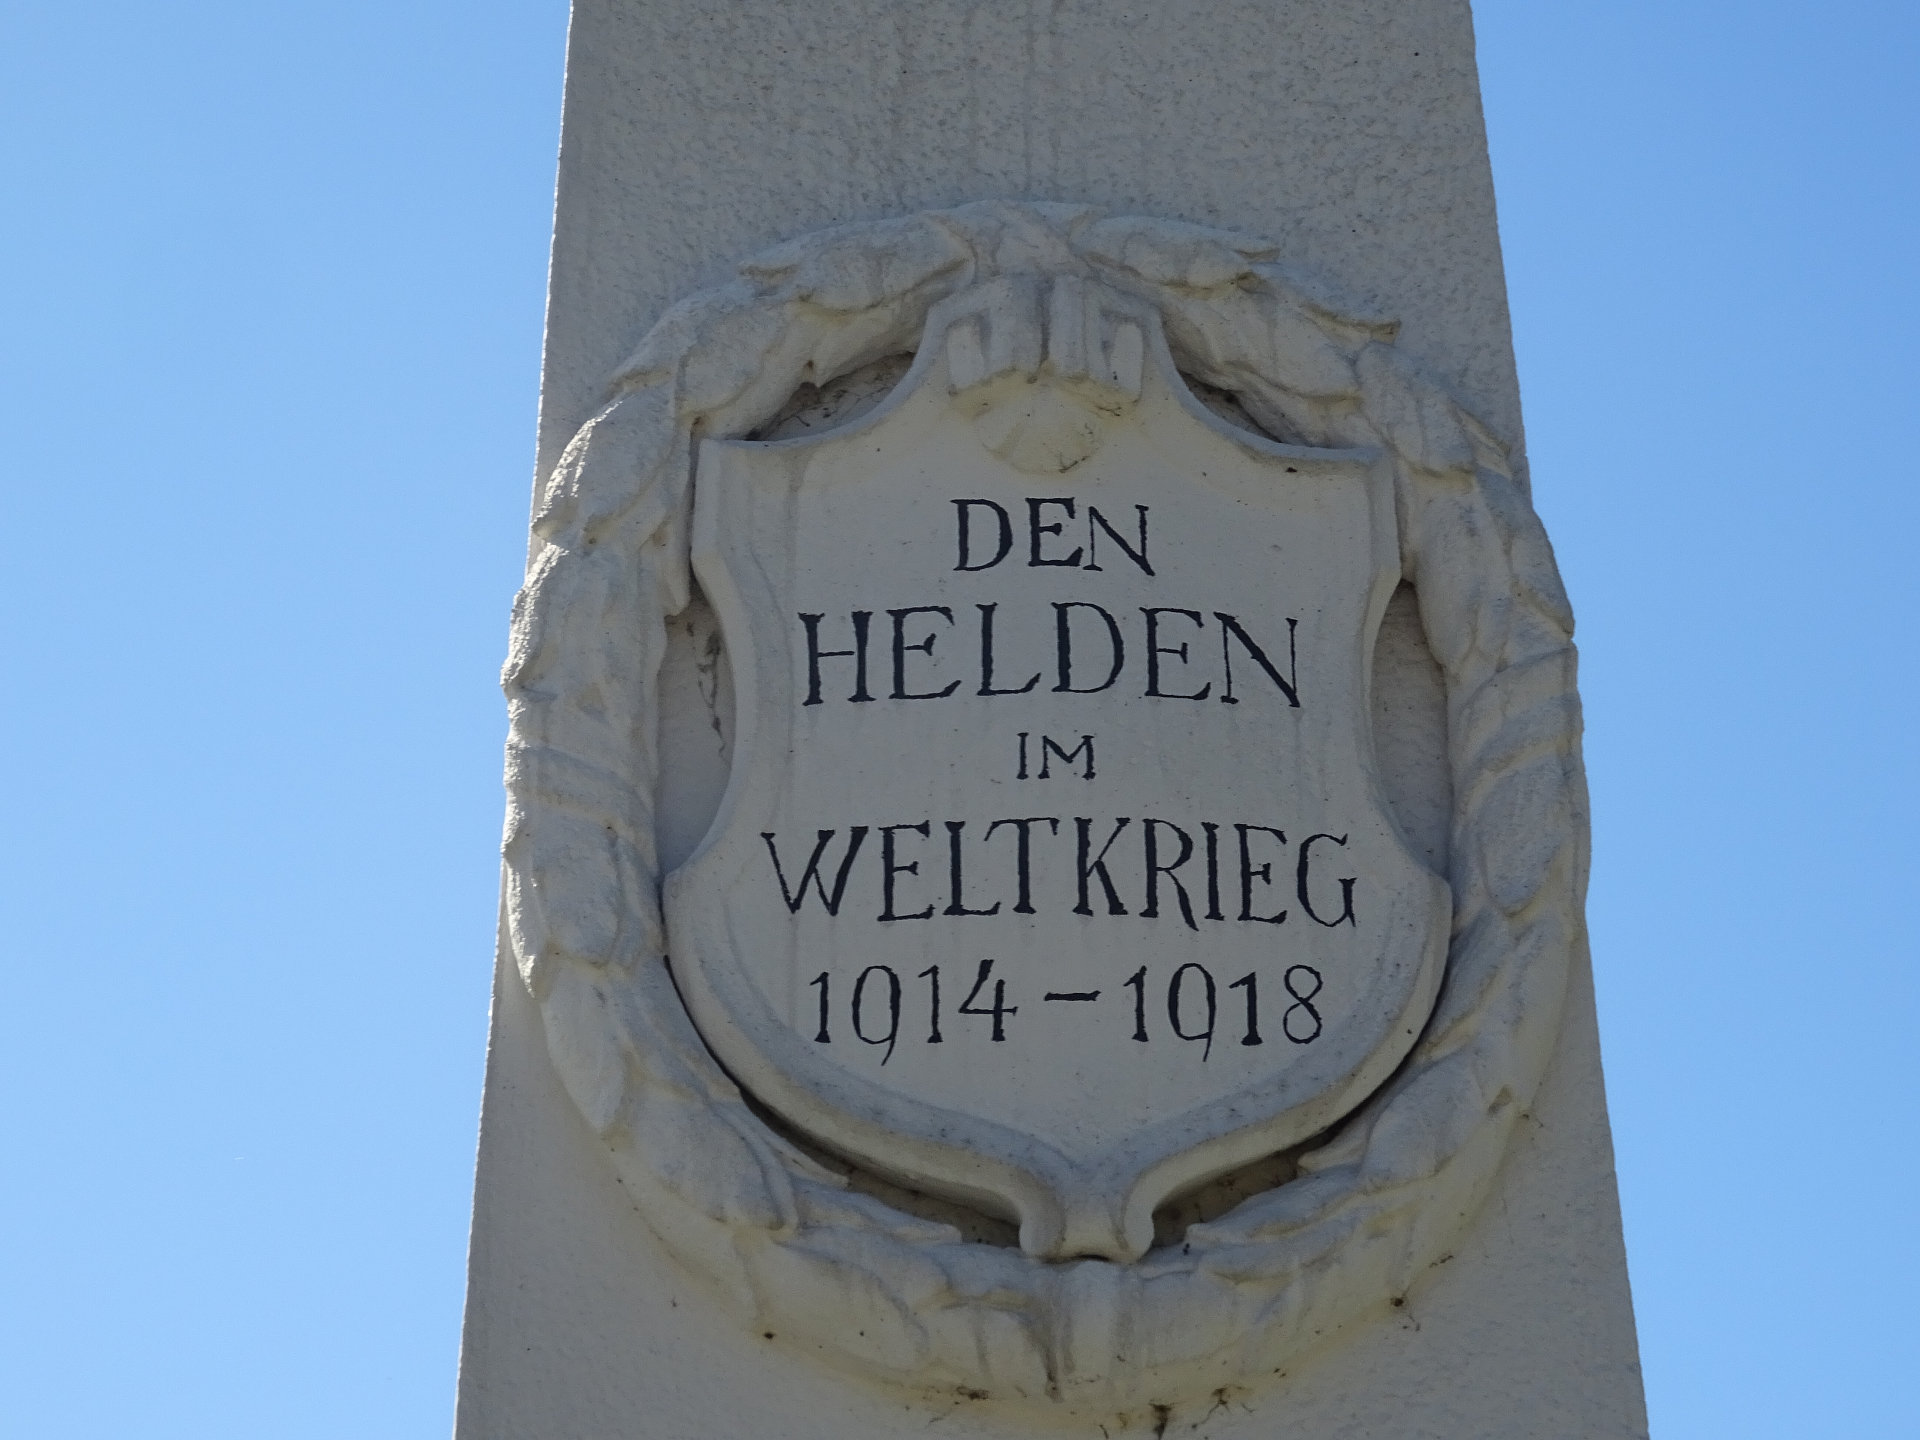 DEN
HELDEN
IM
WELTKRIEG
1914-1918